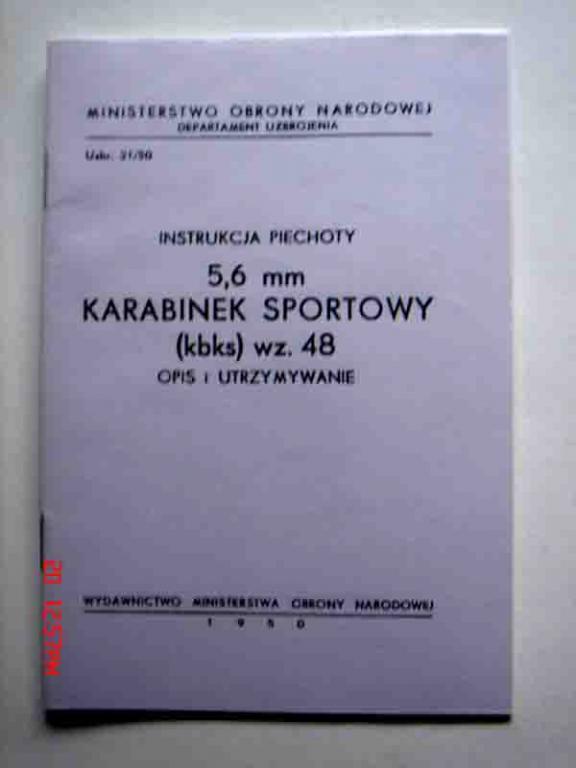 MINISTERSTWO OBRONY NARODOWEJ
DEPARTAMENT UZBROJENIA
Uzbr. 21/50
INSTRUKCJA PIECHOTY
5,6 mm
KARABINEK SPORTOWY
(kbks) wz. 48
OPIS i UTRZYMYWANIE
WYDAWNICTWO MINISTERSTWA OBRONY NARODOWEJ
1950